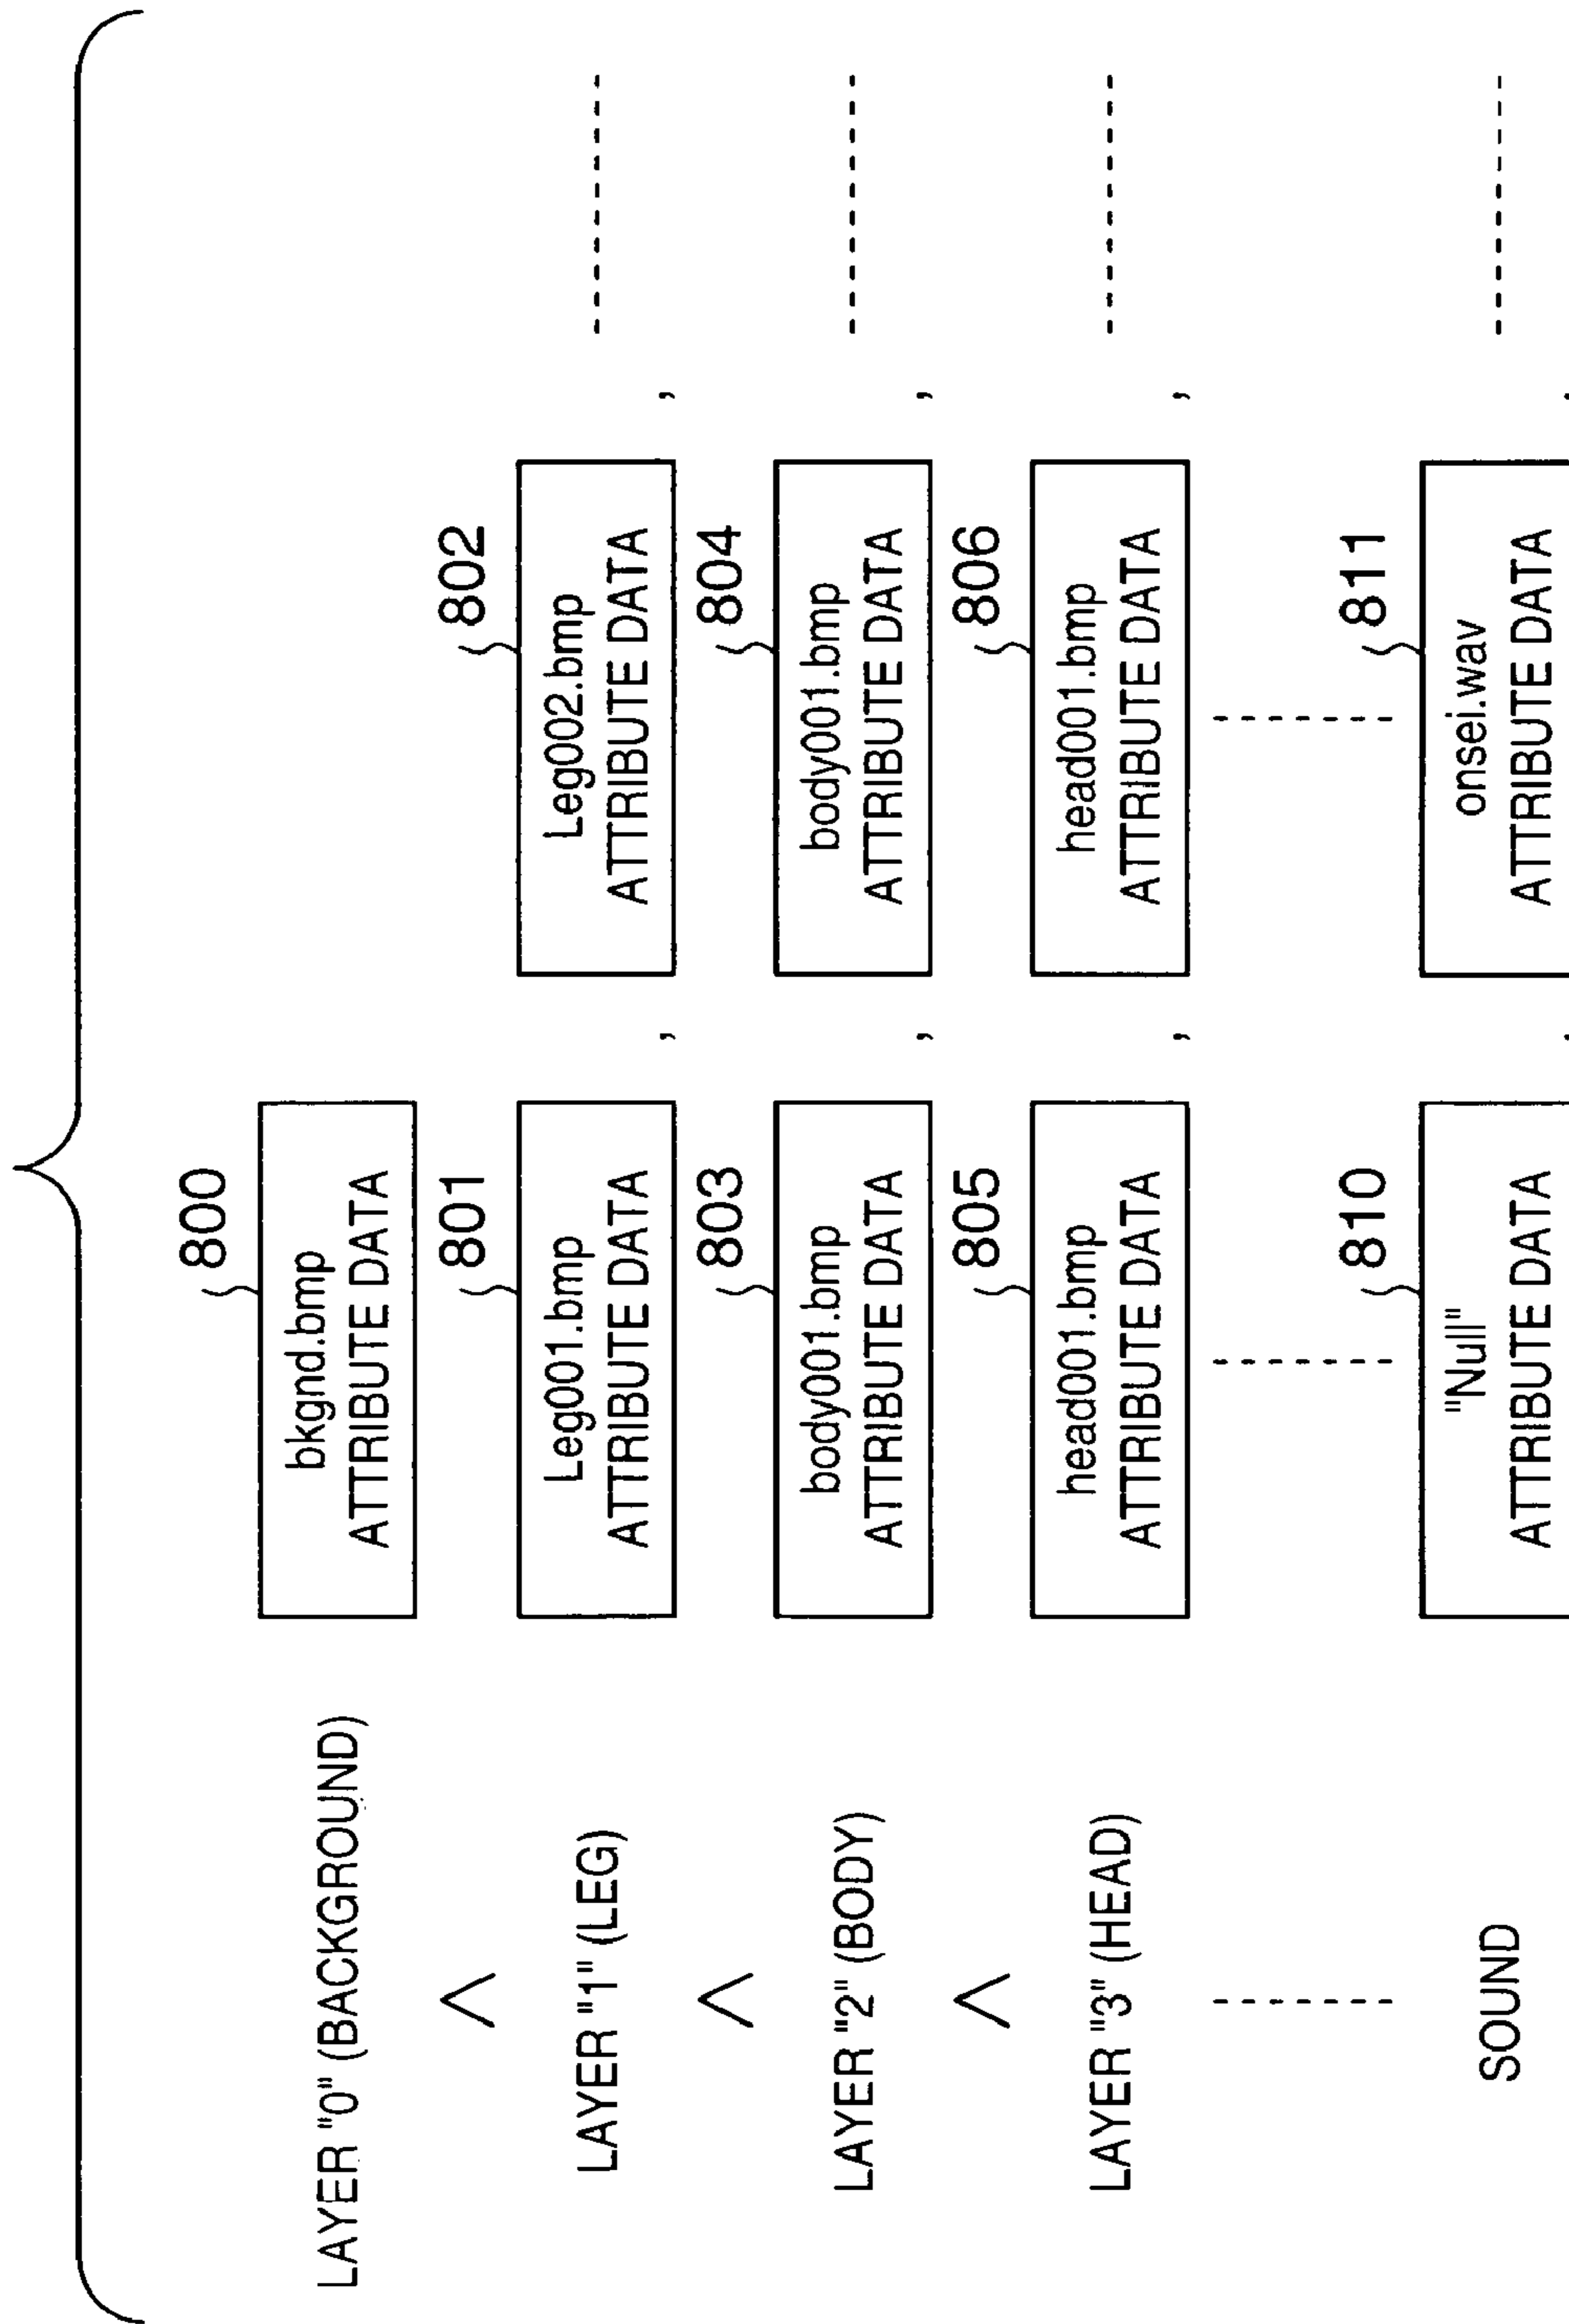 800
LAYER "0" (BACKGROUND)
bkgnd.bmp
ATTRIBUTE DATA
<
801
802
LAYER "1" (LEG)
Leg001.bmp
ATTRIBUTE DATA
,
Leg002.bmp
ATTRIBUTE DATA
,
<
803
804
LAYER "2" (BODY)
body001.bmp
ATTRIBUTE DATA
,
body001.bmp
ATTRIBUTE DATA
,
<
805
806
LAYER "3" (HEAD)
head001.bmp
ATTRIBUTE DATA
,
head001.bmp
ATTRIBUTE DATA
,
810
811
SOUND
"Null"
ATTRIBUTE DATA
,
onsei.wav
ATTRIBUTE DATA
,